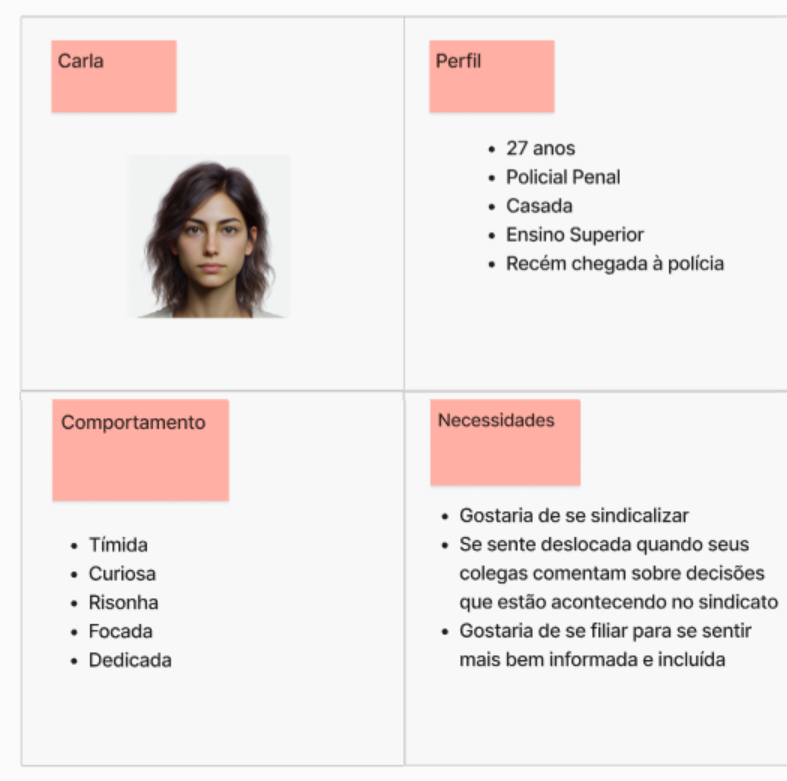 Carla
Perfil
27 anos
Policial Penal
Casada
Ensino Superior
Recém chegada à polícia
Comportamento
Tímida
Curiosa
Risonha
Focada
Dedicada
Necessidades
Gostaria de se sindicalizar
Se sente deslocada quando seus
colegas comentam sobre decisões
que estão acontecendo no sindicato
Gostaria de se filiar para se sentir
mais bem informada e incluída